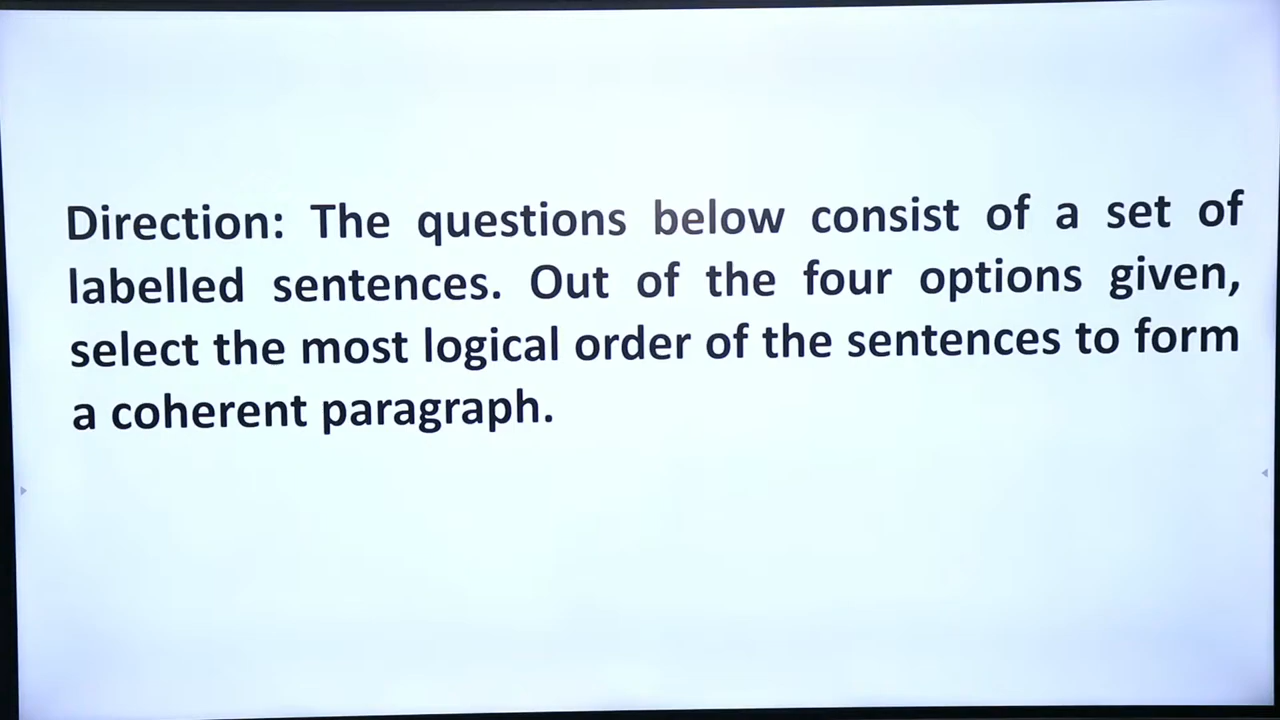 Direction: The questions below consist of a set of
labelled sentences. Out of the four options given,
select the most logical order of the sentences to form
a coherent paragraph.